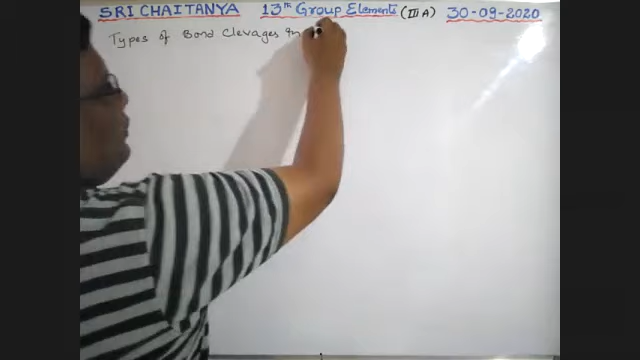 SRI CHAITANYA 13th Group Elements (III A) 30-09-2020
Types of Bond Clevages in